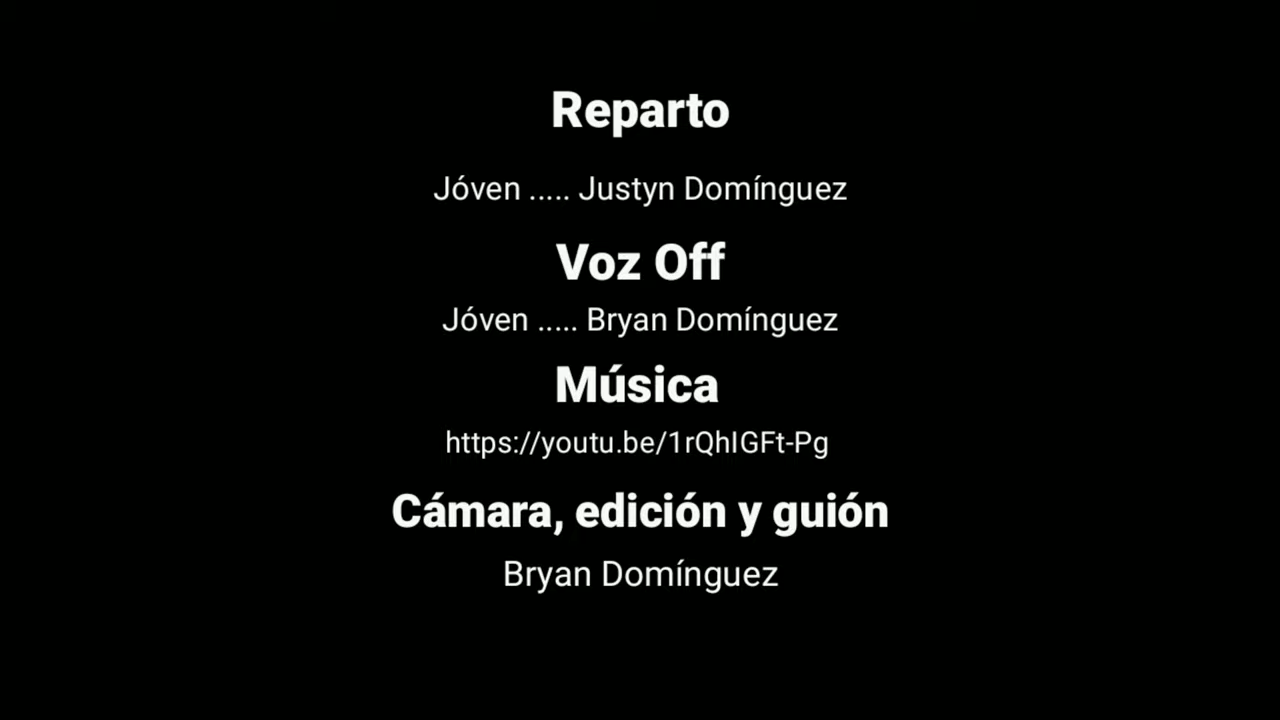 Reparto
Jóven ..... Justyn Domínguez
Voz Off
Jóven ..... Bryan Domínguez
Música
https://youtu.be/1rQhIGFt-Pg
Cámara, edición y guión
Bryan Domínguez